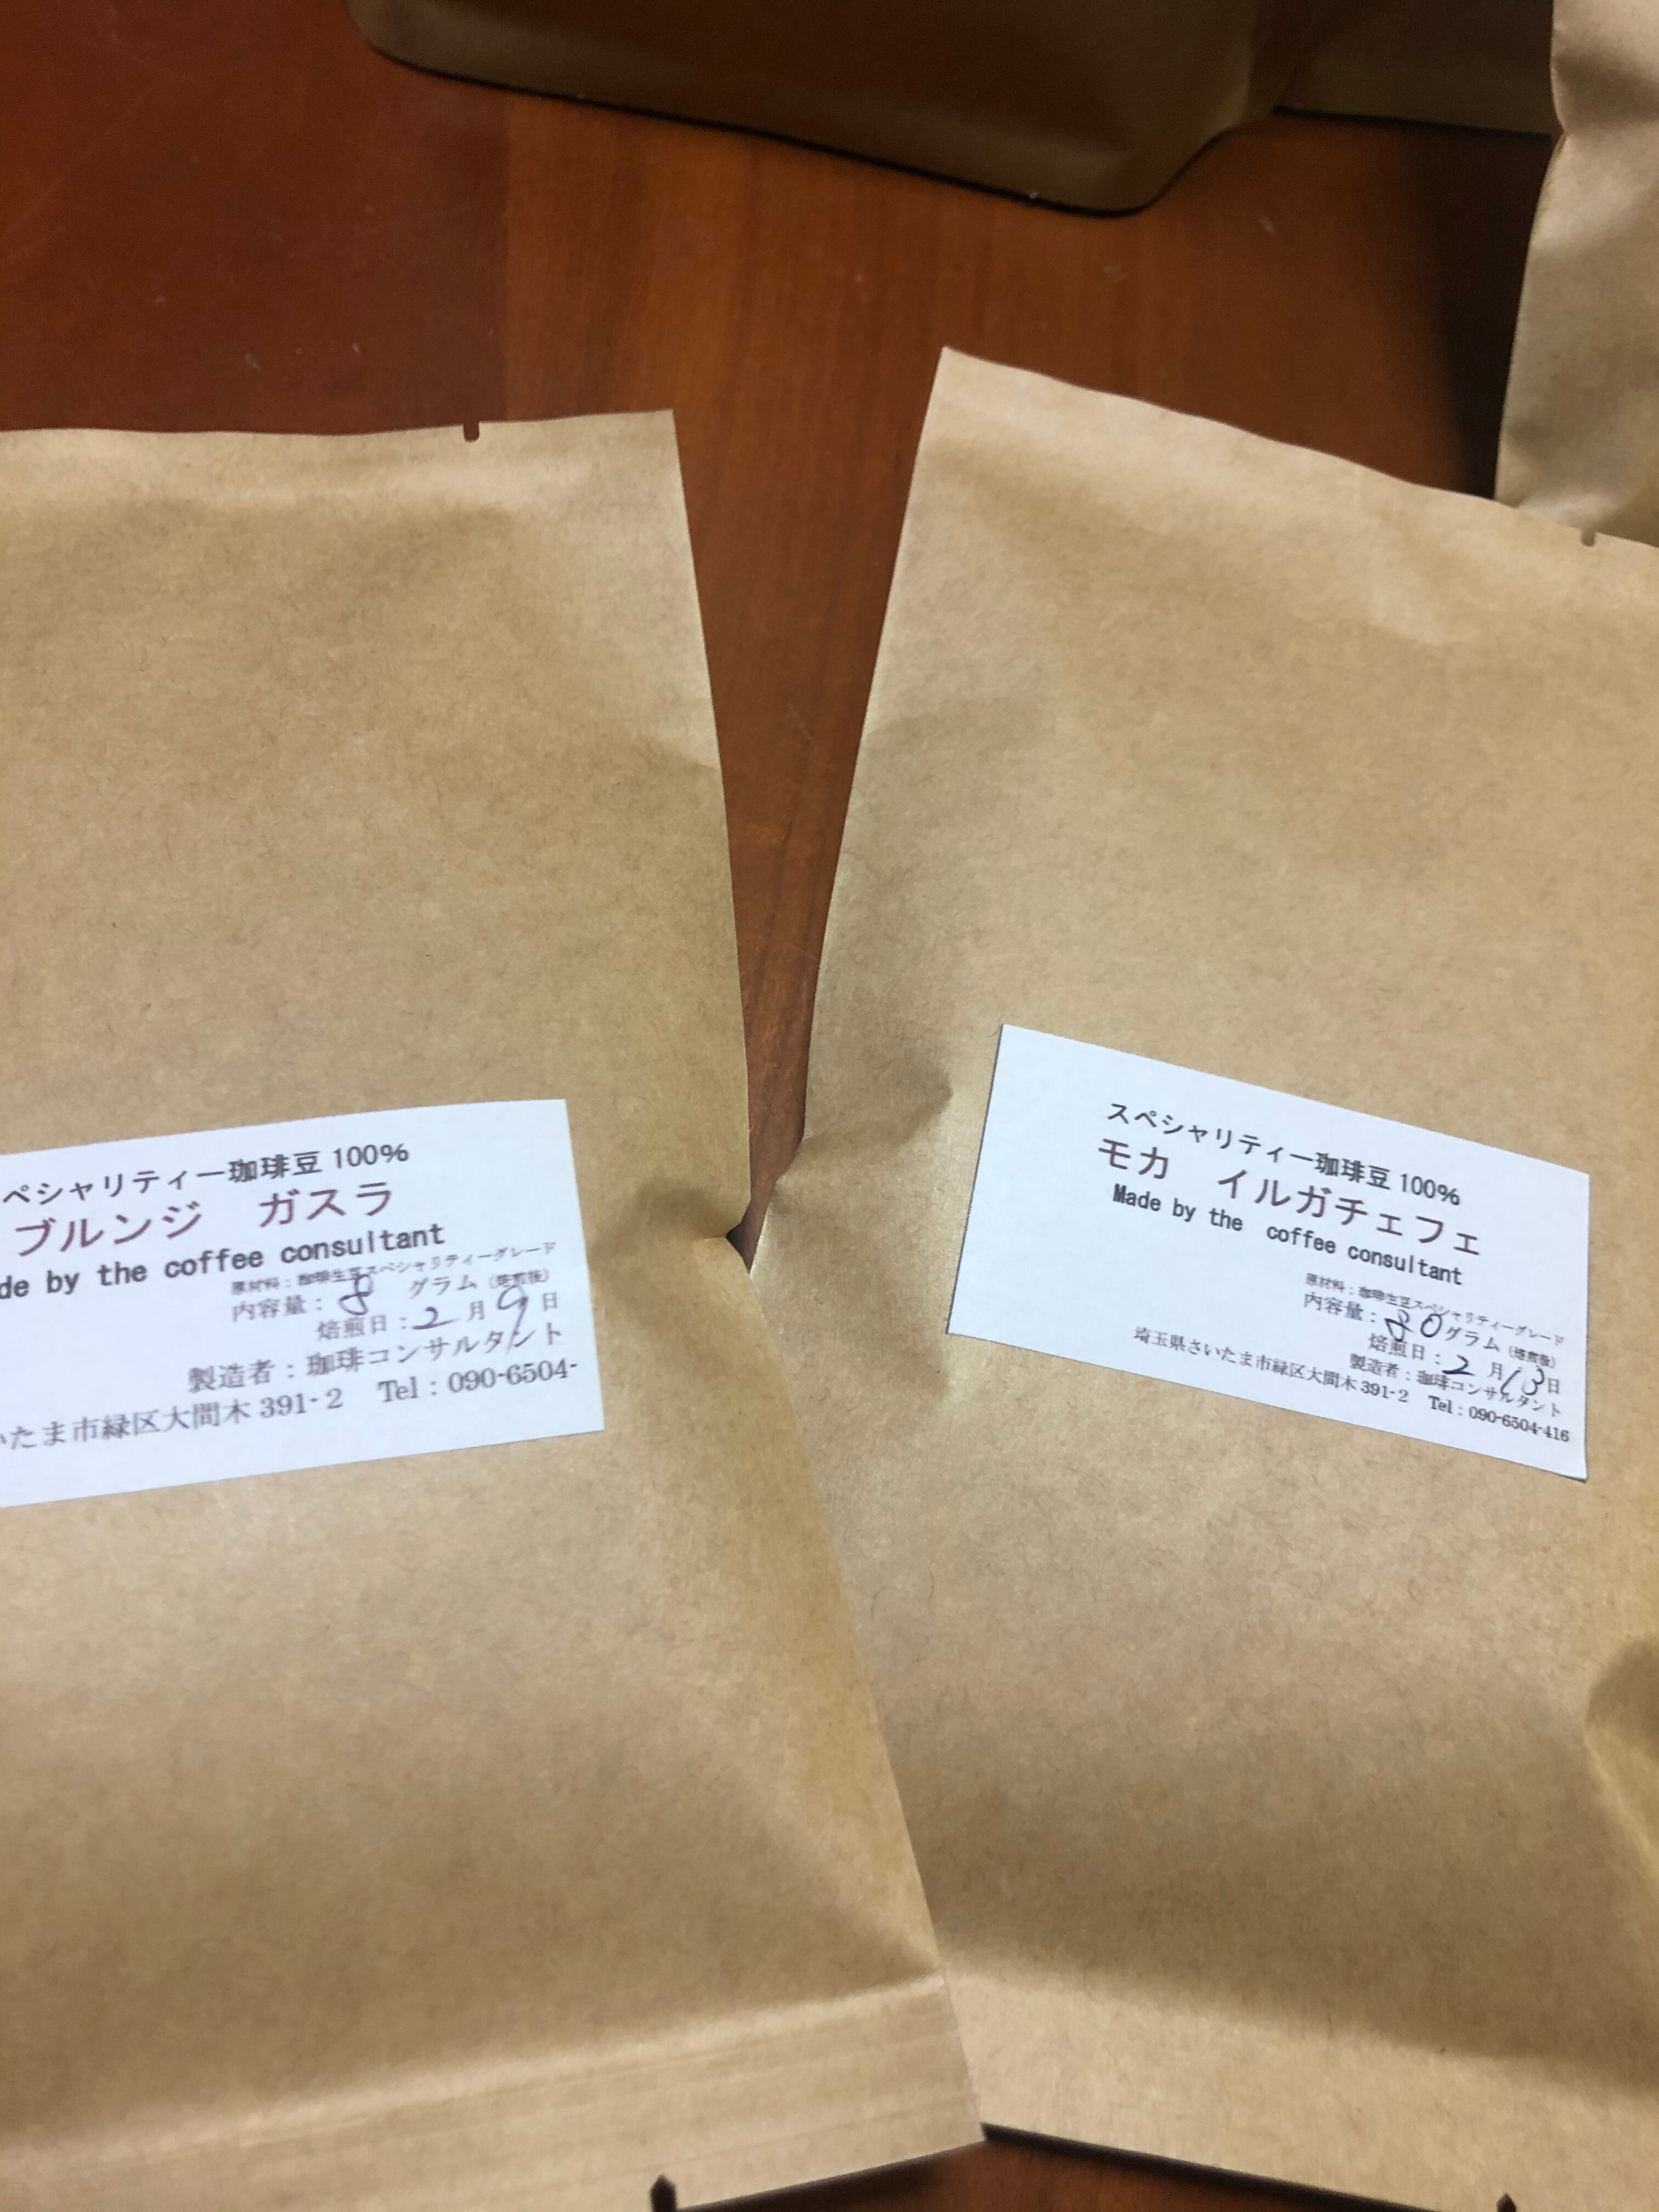 ペシャリティー珈琲豆 100%
ブルンジ ガスラ
de by the coffee consultant
原材料：珈琲生豆スペシャリティーグレード
内容量：8 グラム（焙煎後）
焙煎日：2月9日
製造者：珈琲コンサルタント
いたま市緑区大間木 391-2 Tel：090-6504-
スペシャリティー珈琲豆 100%
モカ イルガチェフェ
Made by the coffee consultant
原材料：珈琲生豆スペシャリティーグレード
内容量：80グラム（焙煎後）
焙煎日：2月13日
製造者：珈琲コンサルタント
埼玉県さいたま市緑区大間木 391-2 Tel：090-6504-416